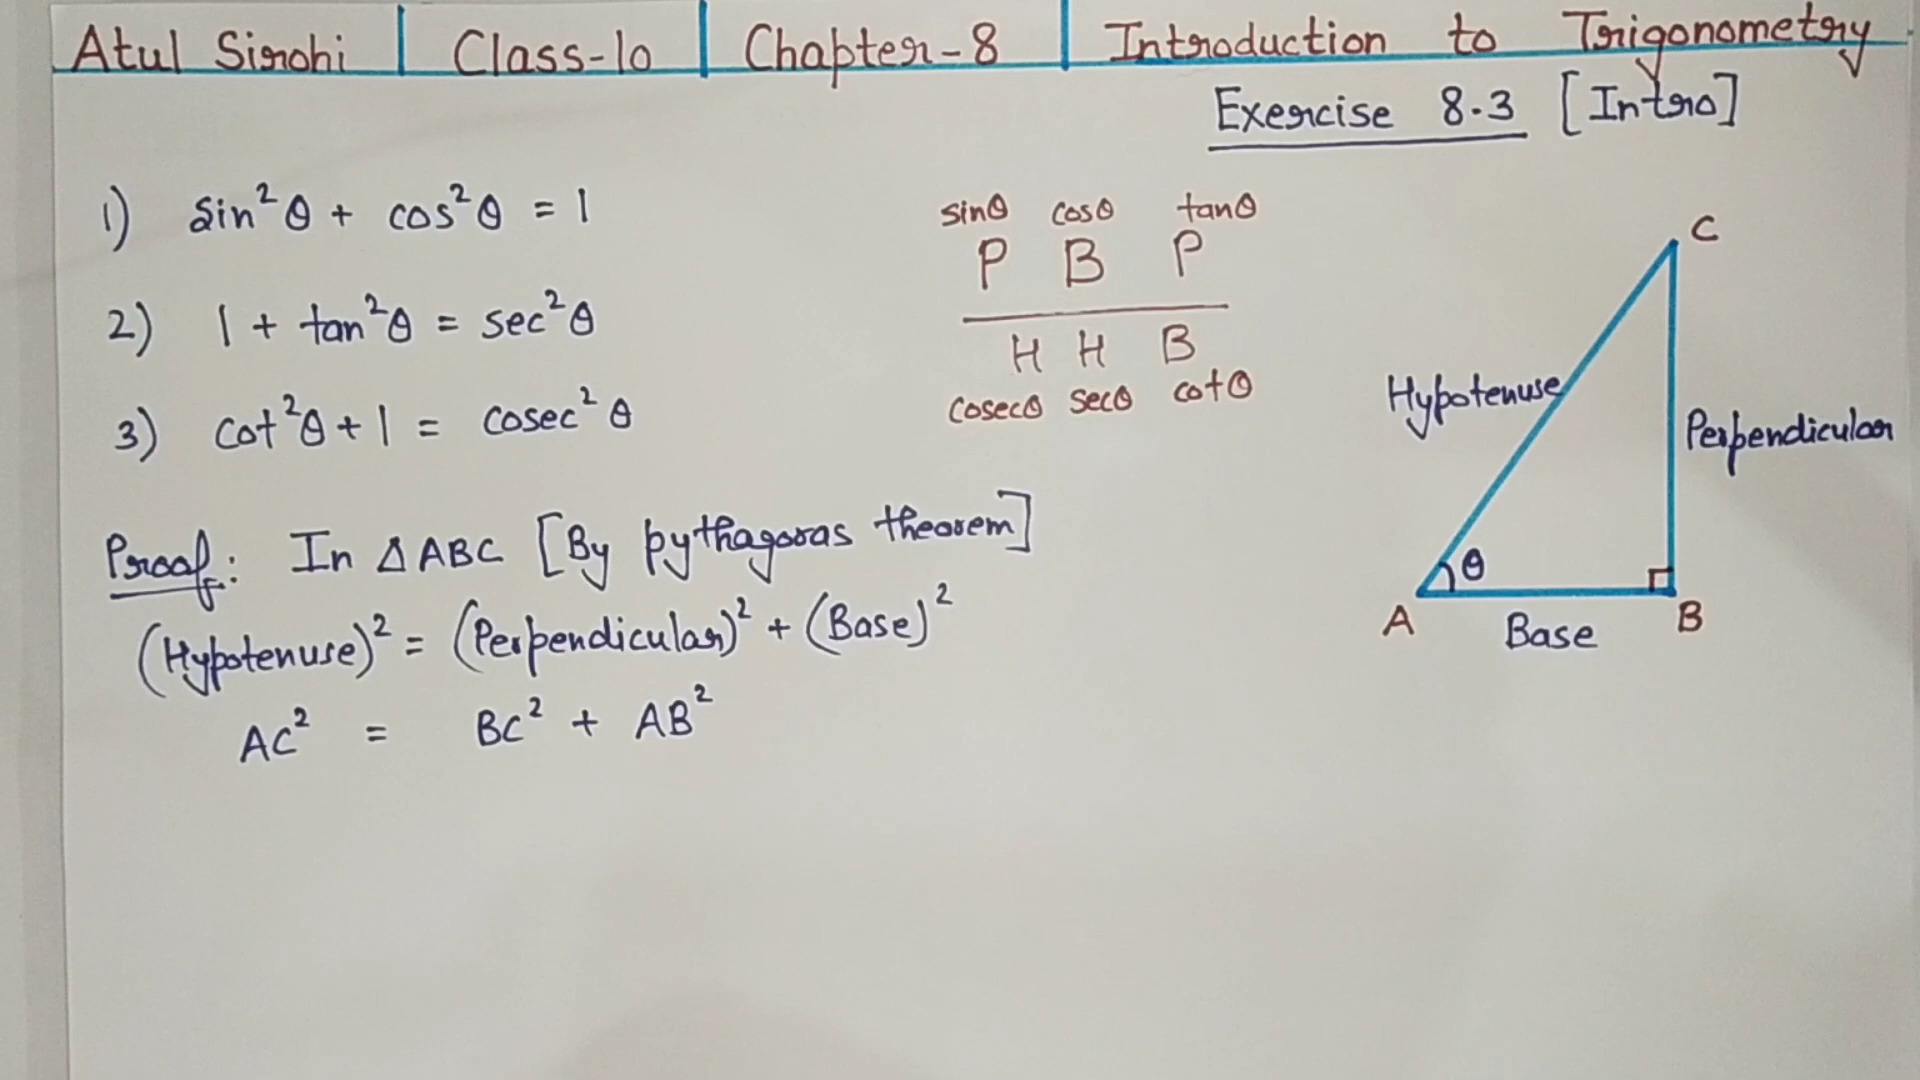 Atul Sirohi | Class-10 | Chapter-8 | Introduction to Trigonometry
Exercise 8.3 [Intro]
1) sin²θ + cos²θ = 1
2) 1 + tan²θ = sec²θ
3) cot²θ + 1 = cosec²θ
sinθ cosθ tanθ
P B P
H H B
cosecθ secθ cotθ
C
Hypotenuse
Perpendicular
θ
A
Base
B
Proof: In ΔABC [By pythagoras theorem]
(Hypotenuse)² = (Perpendicular)² + (Base)²
AC² = BC² + AB²